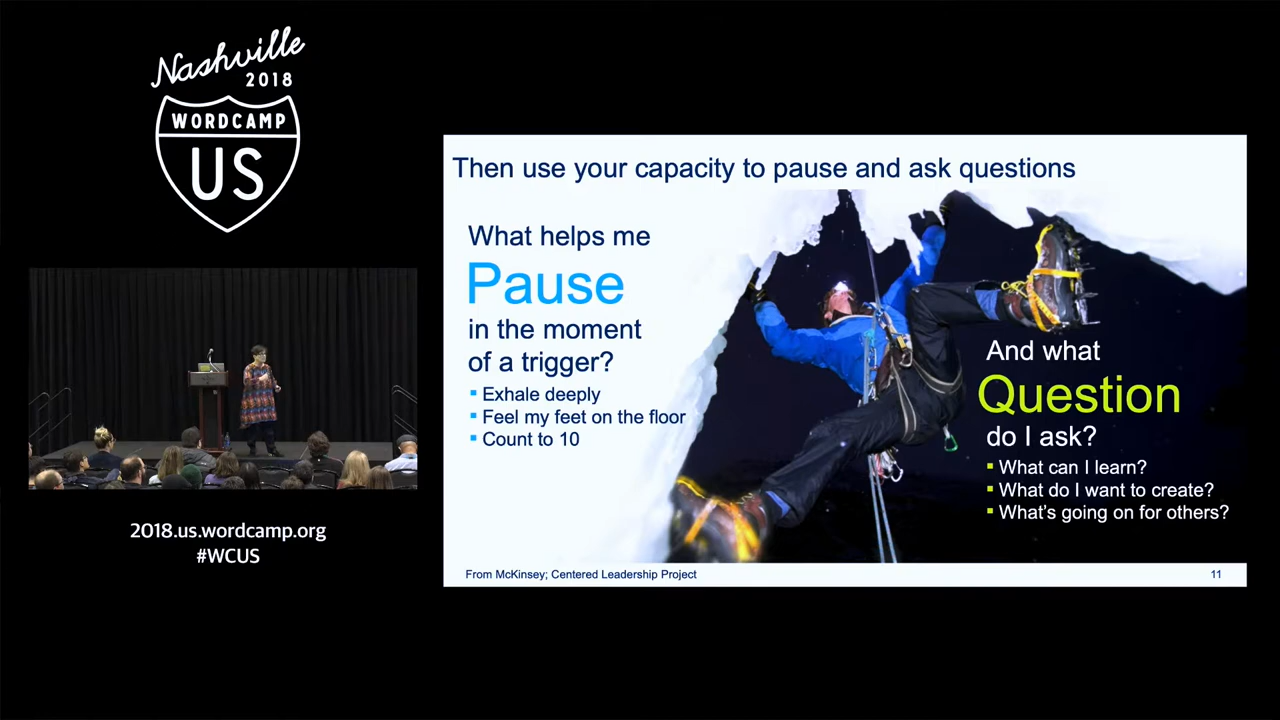 Nashville
2018
WORDCAMP
US
2018.us.wordcamp.org
#WCUS
Then use your capacity to pause and ask questions
What helps me
Pause
in the moment
of a trigger?
Exhale deeply
Feel my feet on the floor
Count to 10
And what
Question
do I ask?
What can I learn?
What do I want to create?
What's going on for others?
From McKinsey; Centered Leadership Project
11